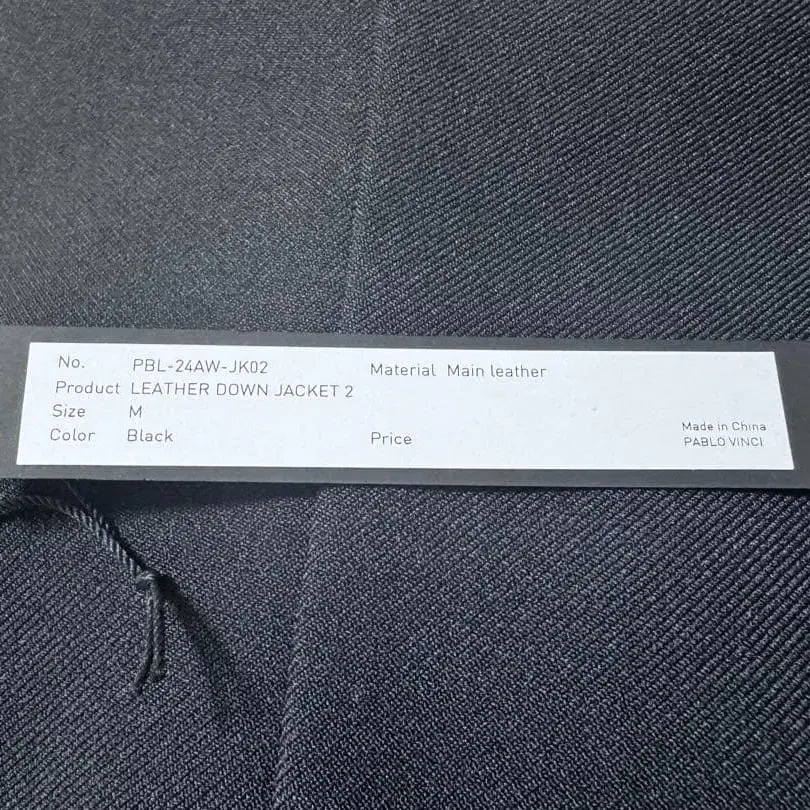 No. PBL-24AW-JK02 Material Main leather
Product LEATHER DOWN JACKET 2
Size M
Color Black Price
Made in China
PABLO VINCI